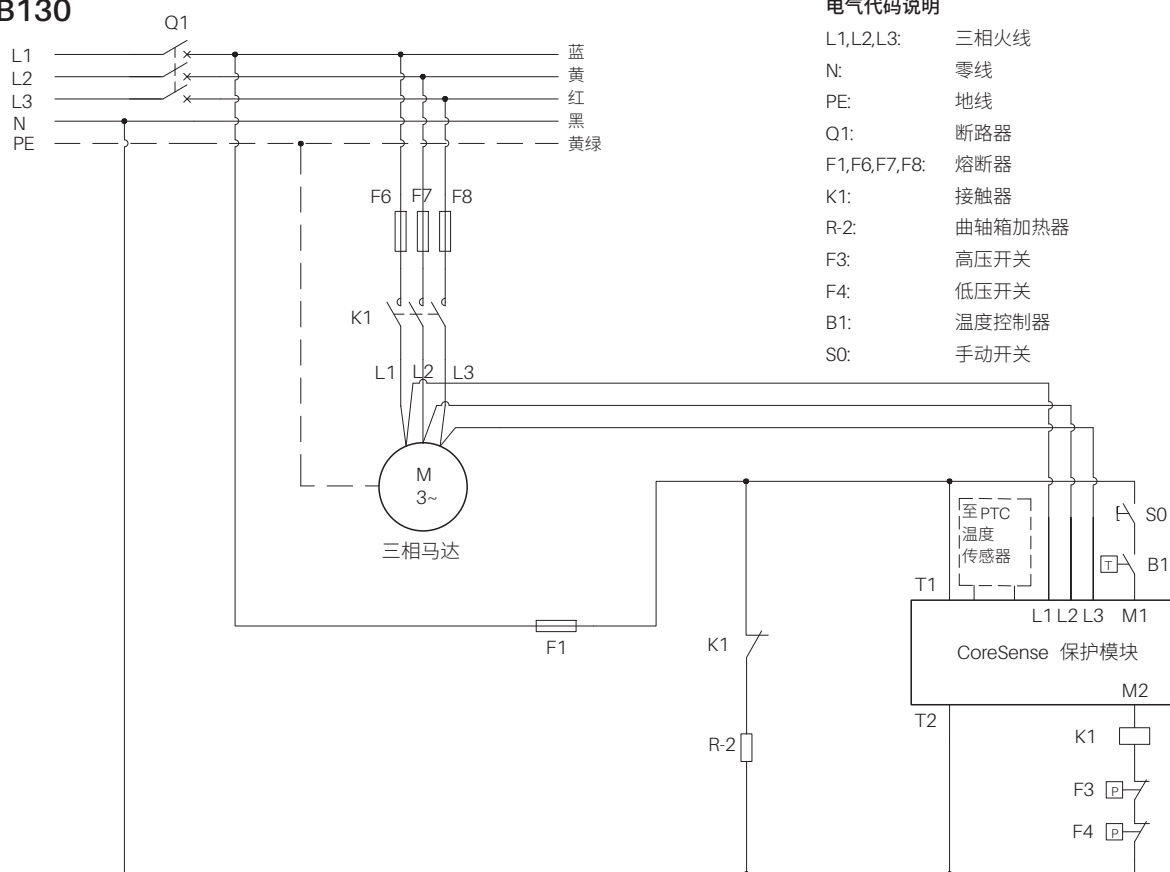 B130
Q1
L1
L2
L3
N
PE
蓝
黄
红
黑
黄绿
电气代码说明
L1,L2,L3: 三相火线
N: 零线
PE: 地线
Q1: 断路器
F1,F6,F7,F8: 熔断器
K1: 接触器
R-2: 曲轴箱加热器
F3: 高压开关
F4: 低压开关
B1: 温度控制器
S0: 手动开关
F6 F7 F8
K1
L1 L2 L3
M
3~
三相马达
至PTC
温度
传感器
S0
T B1
T1
L1 L2 L3 M1
F1
K1
CoreSense 保护模块
M2
T2
R-2
K1
F3 P
F4 P